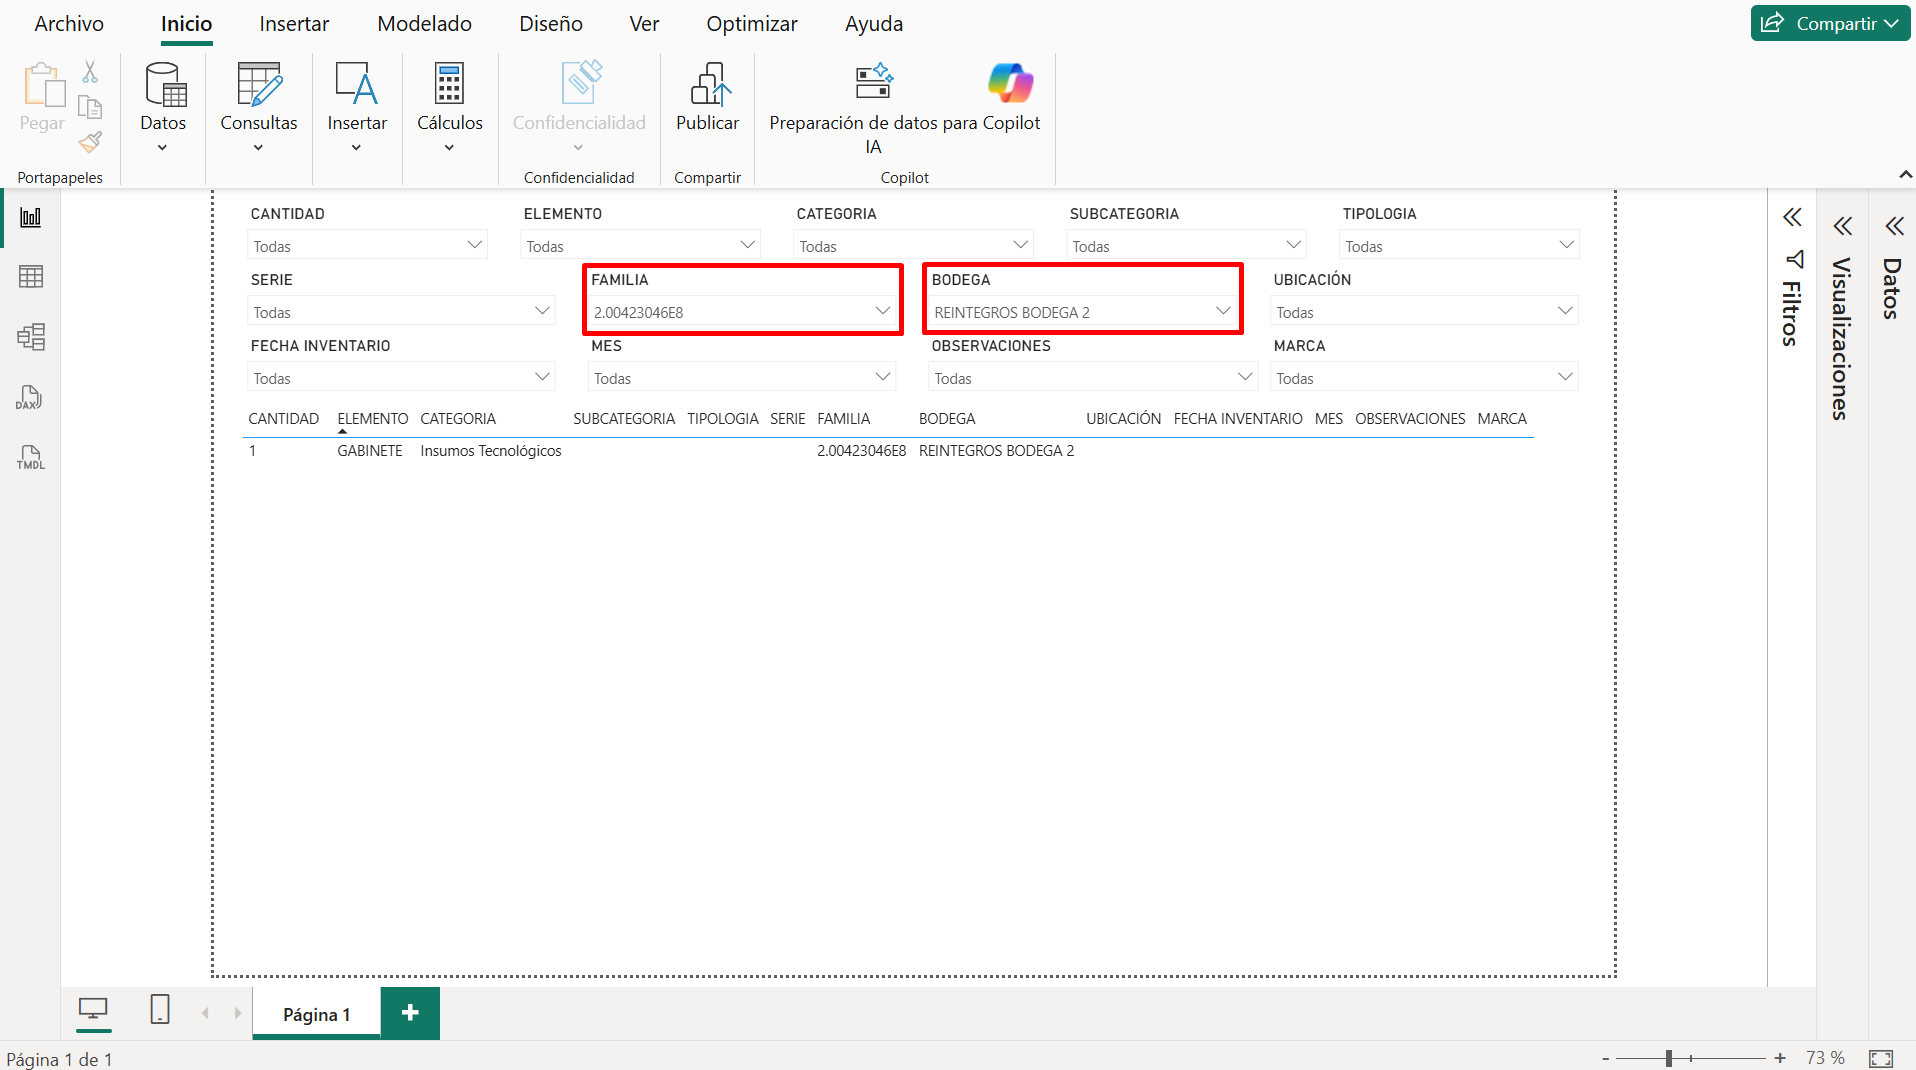 Archivo Inicio Insertar Modelado Diseño Ver Optimizar Ayuda Compartir
Pegar Datos Consultas Insertar Cálculos Confidencialidad Publicar Preparación de datos para IA Copilot
Portapapeles Confidencialidad Compartir Copilot
CANTIDAD ELEMENTO CATEGORIA SUBCATEGORIA TIPOLOGIA
Todas Todas Todas Todas Todas
SERIE FAMILIA BODEGA UBICACIÓN
Todas 2.00423046E8 REINTEGROS BODEGA 2 Todas
FECHA INVENTARIO MES OBSERVACIONES MARCA
Todas Todas Todas Todas
CANTIDAD ELEMENTO CATEGORIA SUBCATEGORIA TIPOLOGIA SERIE FAMILIA BODEGA UBICACIÓN FECHA INVENTARIO MES OBSERVACIONES MARCA
1 GABINETE Insumos Tecnológicos 2.00423046E8 REINTEGROS BODEGA 2
DAX
TMDL
Filtros
Visualizaciones
Datos
Página 1 +
Página 1 de 1 - + 73 %